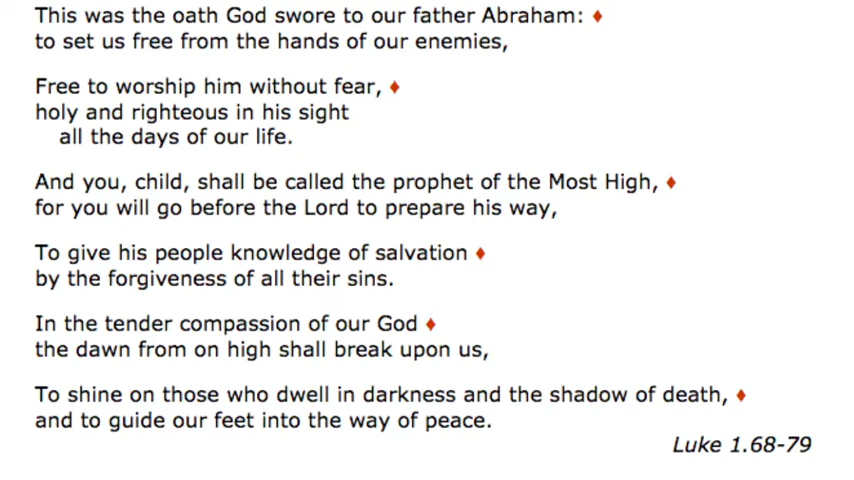 This was the oath God swore to our father Abraham: ♦
to set us free from the hands of our enemies,
Free to worship him without fear, ♦
holy and righteous in his sight
all the days of our life.
And you, child, shall be called the prophet of the Most High, ♦
for you will go before the Lord to prepare his way,
To give his people knowledge of salvation ♦
by the forgiveness of all their sins.
In the tender compassion of our God ♦
the dawn from on high shall break upon us,
To shine on those who dwell in darkness and the shadow of death, ♦
and to guide our feet into the way of peace.
Luke 1.68-79